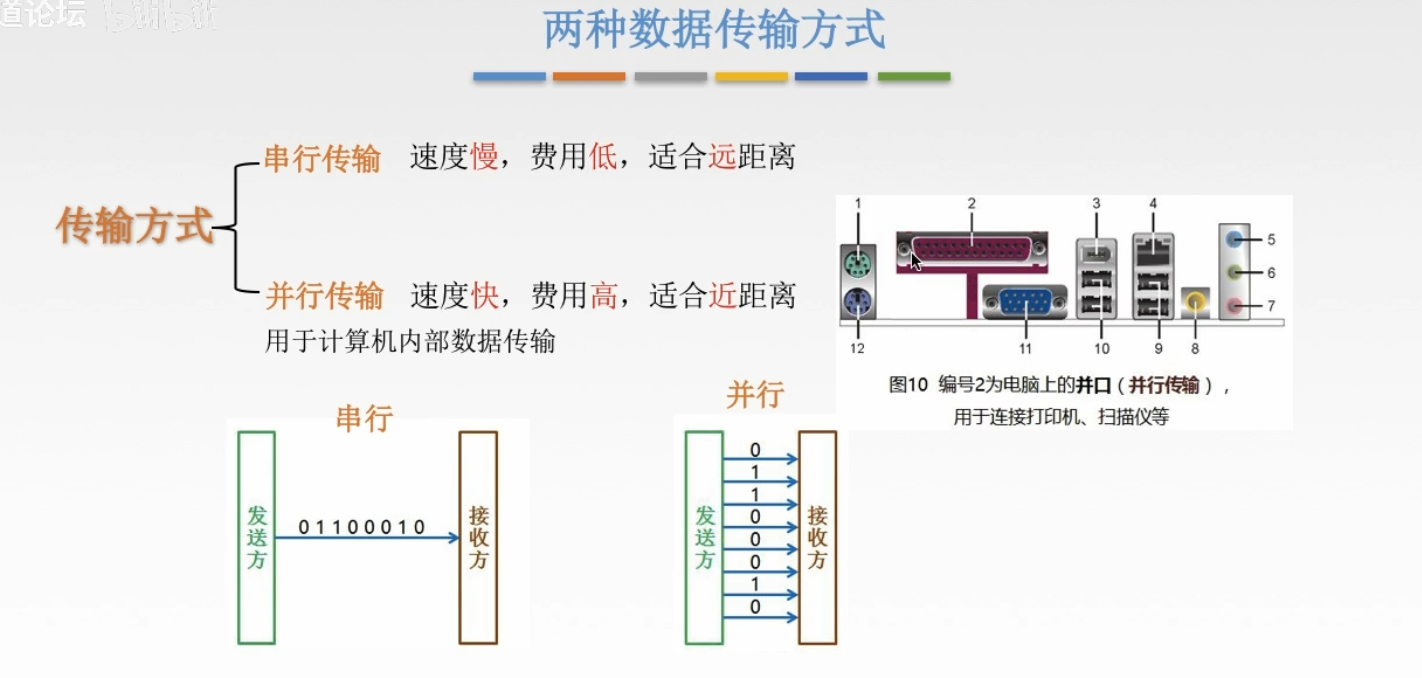 道论坛 bilibili
两种数据传输方式
传输方式
串行传输 速度慢，费用低，适合远距离
并行传输 速度快，费用高，适合近距离
用于计算机内部数据传输
1 2 3 4
5
6
7
12 11 10 9 8
图10 编号2为电脑上的并口（并行传输），
用于连接打印机、扫描仪等
串行
发送方
01100010
接收方
并行
发送方
0
1
1
0
0
0
1
0
接收方